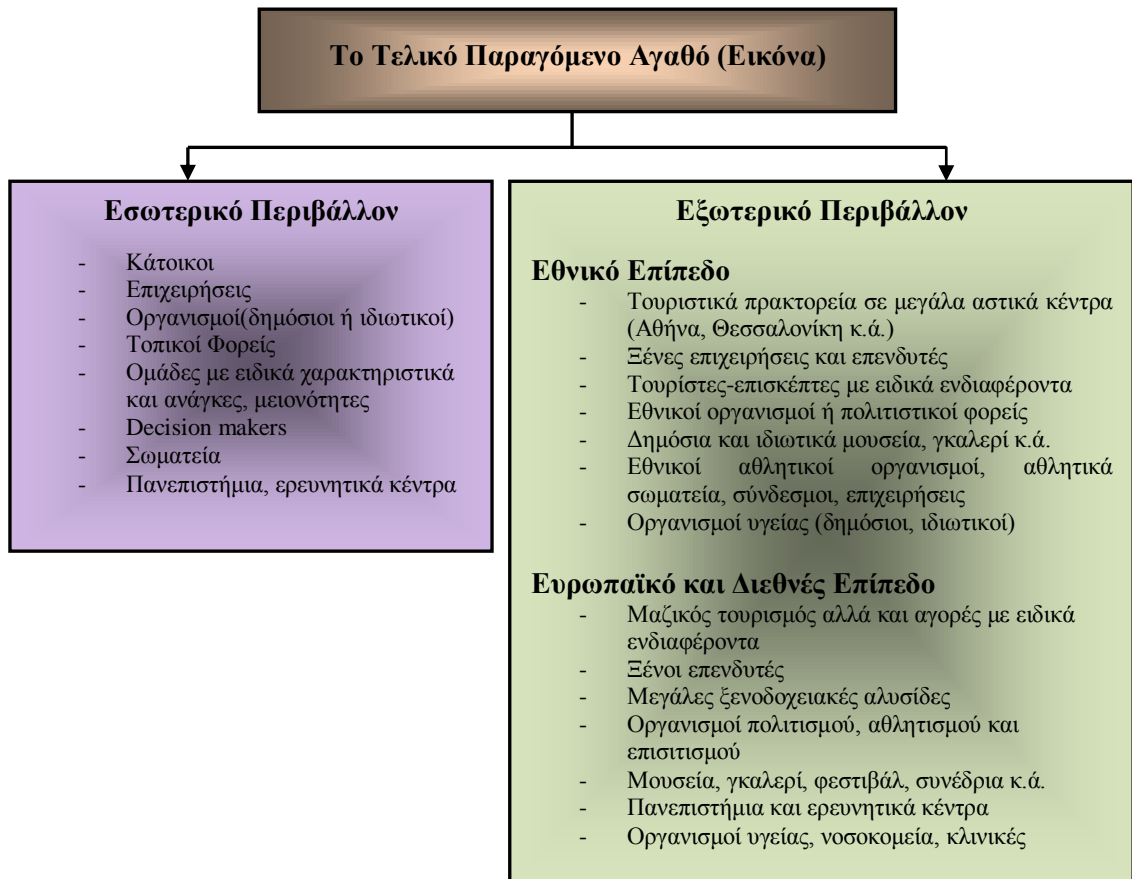 Το Τελικό Παραγόμενο Αγαθό (Εικόνα)
Εσωτερικό Περιβάλλον
- Κάτοικοι
- Επιχειρήσεις
- Οργανισμοί(δημόσιοι ή ιδιωτικοί)
- Τοπικοί Φορείς
- Ομάδες με ειδικά χαρακτηριστικά
και ανάγκες, μειονότητες
- Decision makers
- Σωματεία
- Πανεπιστήμια, ερευνητικά κέντρα
Εξωτερικό Περιβάλλον
Εθνικό Επίπεδο
- Τουριστικά πρακτορεία σε μεγάλα αστικά κέντρα
(Αθήνα, Θεσσαλονίκη κ.ά.)
- Ξένες επιχειρήσεις και επενδυτές
- Τουρίστες-επισκέπτες με ειδικά ενδιαφέροντα
- Εθνικοί οργανισμοί ή πολιτιστικοί φορείς
- Δημόσια και ιδιωτικά μουσεία, γκαλερί κ.ά.
- Εθνικοί αθλητικοί οργανισμοί, αθλητικά
σωματεία, σύνδεσμοι, επιχειρήσεις
- Οργανισμοί υγείας (δημόσιοι, ιδιωτικοί)
Ευρωπαϊκό και Διεθνές Επίπεδο
- Μαζικός τουρισμός αλλά και αγορές με ειδικά
ενδιαφέροντα
- Ξένοι επενδυτές
- Μεγάλες ξενοδοχειακές αλυσίδες
- Οργανισμοί πολιτισμού, αθλητισμού και
επισιτισμού
- Μουσεία, γκαλερί, φεστιβάλ, συνέδρια κ.ά.
- Πανεπιστήμια και ερευνητικά κέντρα
- Οργανισμοί υγείας, νοσοκομεία, κλινικές